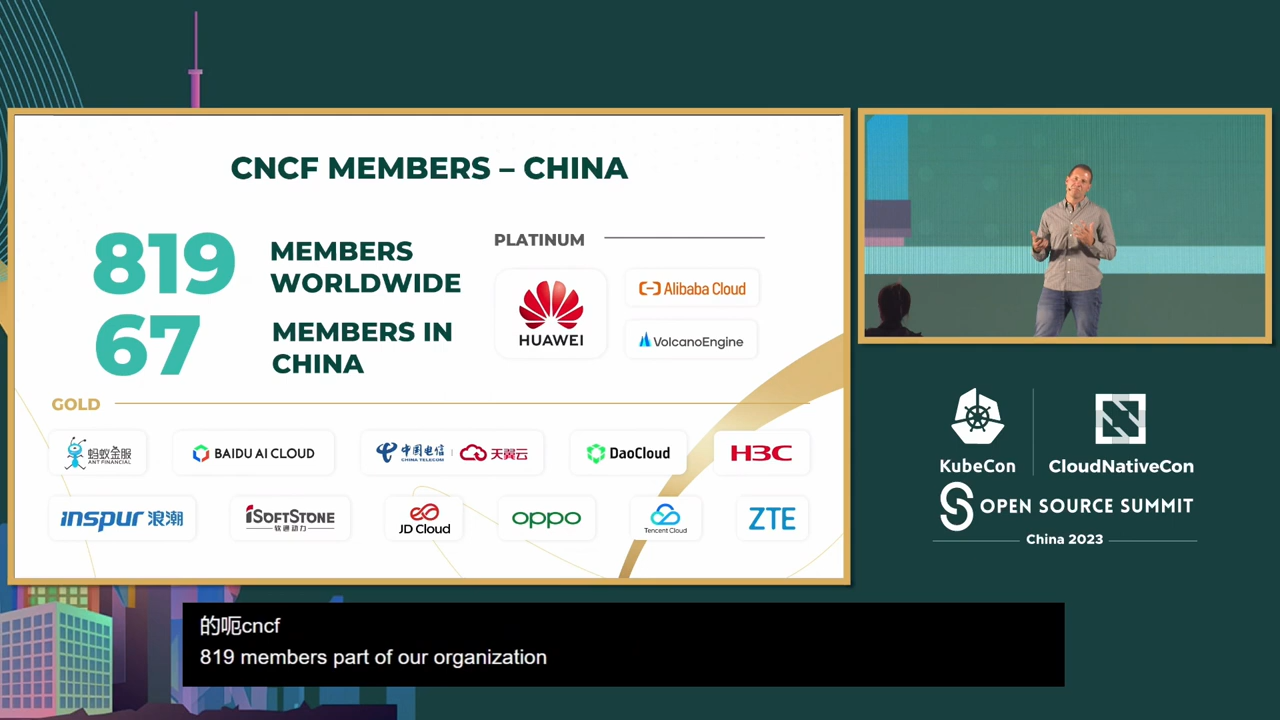 CNCF MEMBERS – CHINA
819
MEMBERS
WORLDWIDE
67
MEMBERS IN
CHINA
PLATINUM
HUAWEI
Alibaba Cloud
VolcanoEngine
GOLD
蚂蚁金服
ANT FINANCIAL
BAIDU AI CLOUD
中国电信
CHINA TELECOM
天翼云
DaoCloud
H3C
inspur 浪潮
iSOFTSTONE
软通动力
JD Cloud
oppo
Tencent Cloud
ZTE
KubeCon
CloudNativeCon
OPEN SOURCE SUMMIT
China 2023
的呃cncf
819 members part of our organization